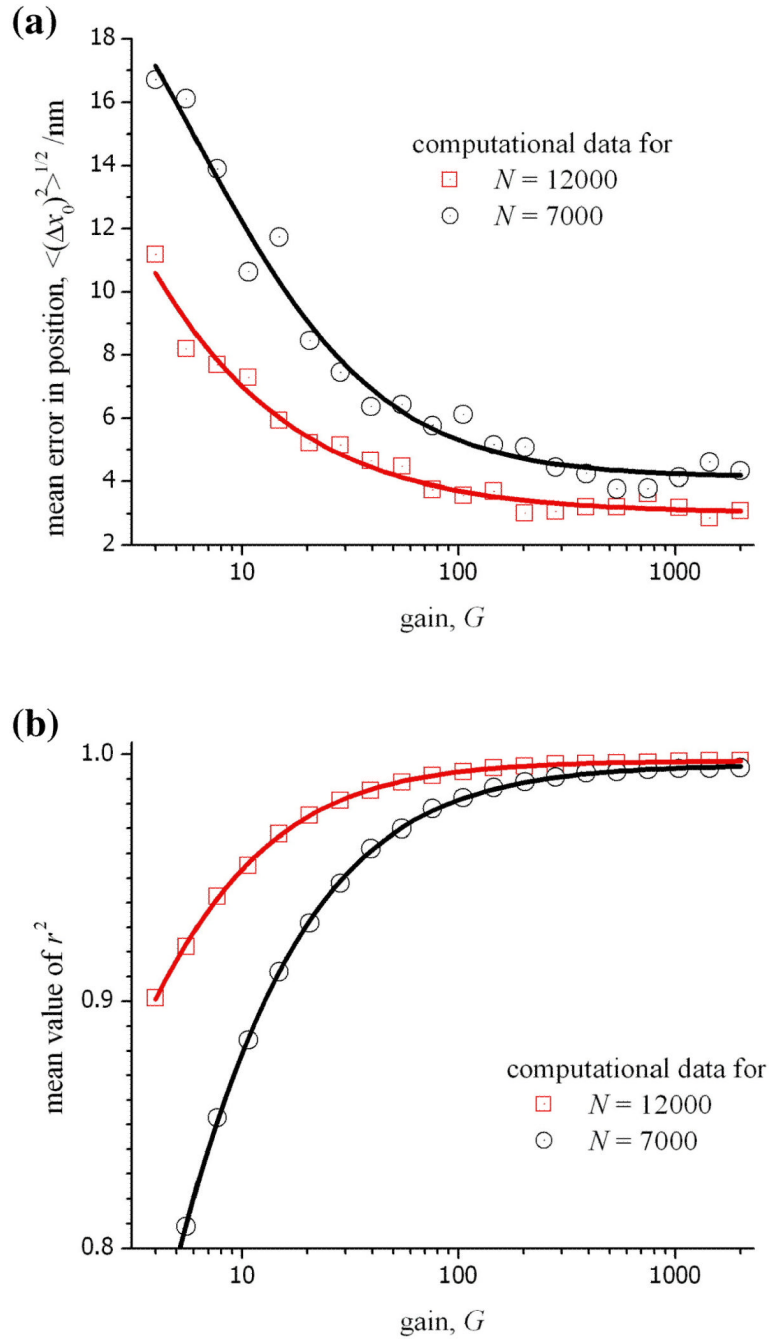 (a)
18
16
14
12
10
8
6
4
2
mean error in position, <(Δx₀)²>^1/2 /nm
computational data for
N = 12000
N = 7000
10
100
1000
gain, G
(b)
1.0
0.9
0.8
mean value of r²
computational data for
N = 12000
N = 7000
10
100
1000
gain, G